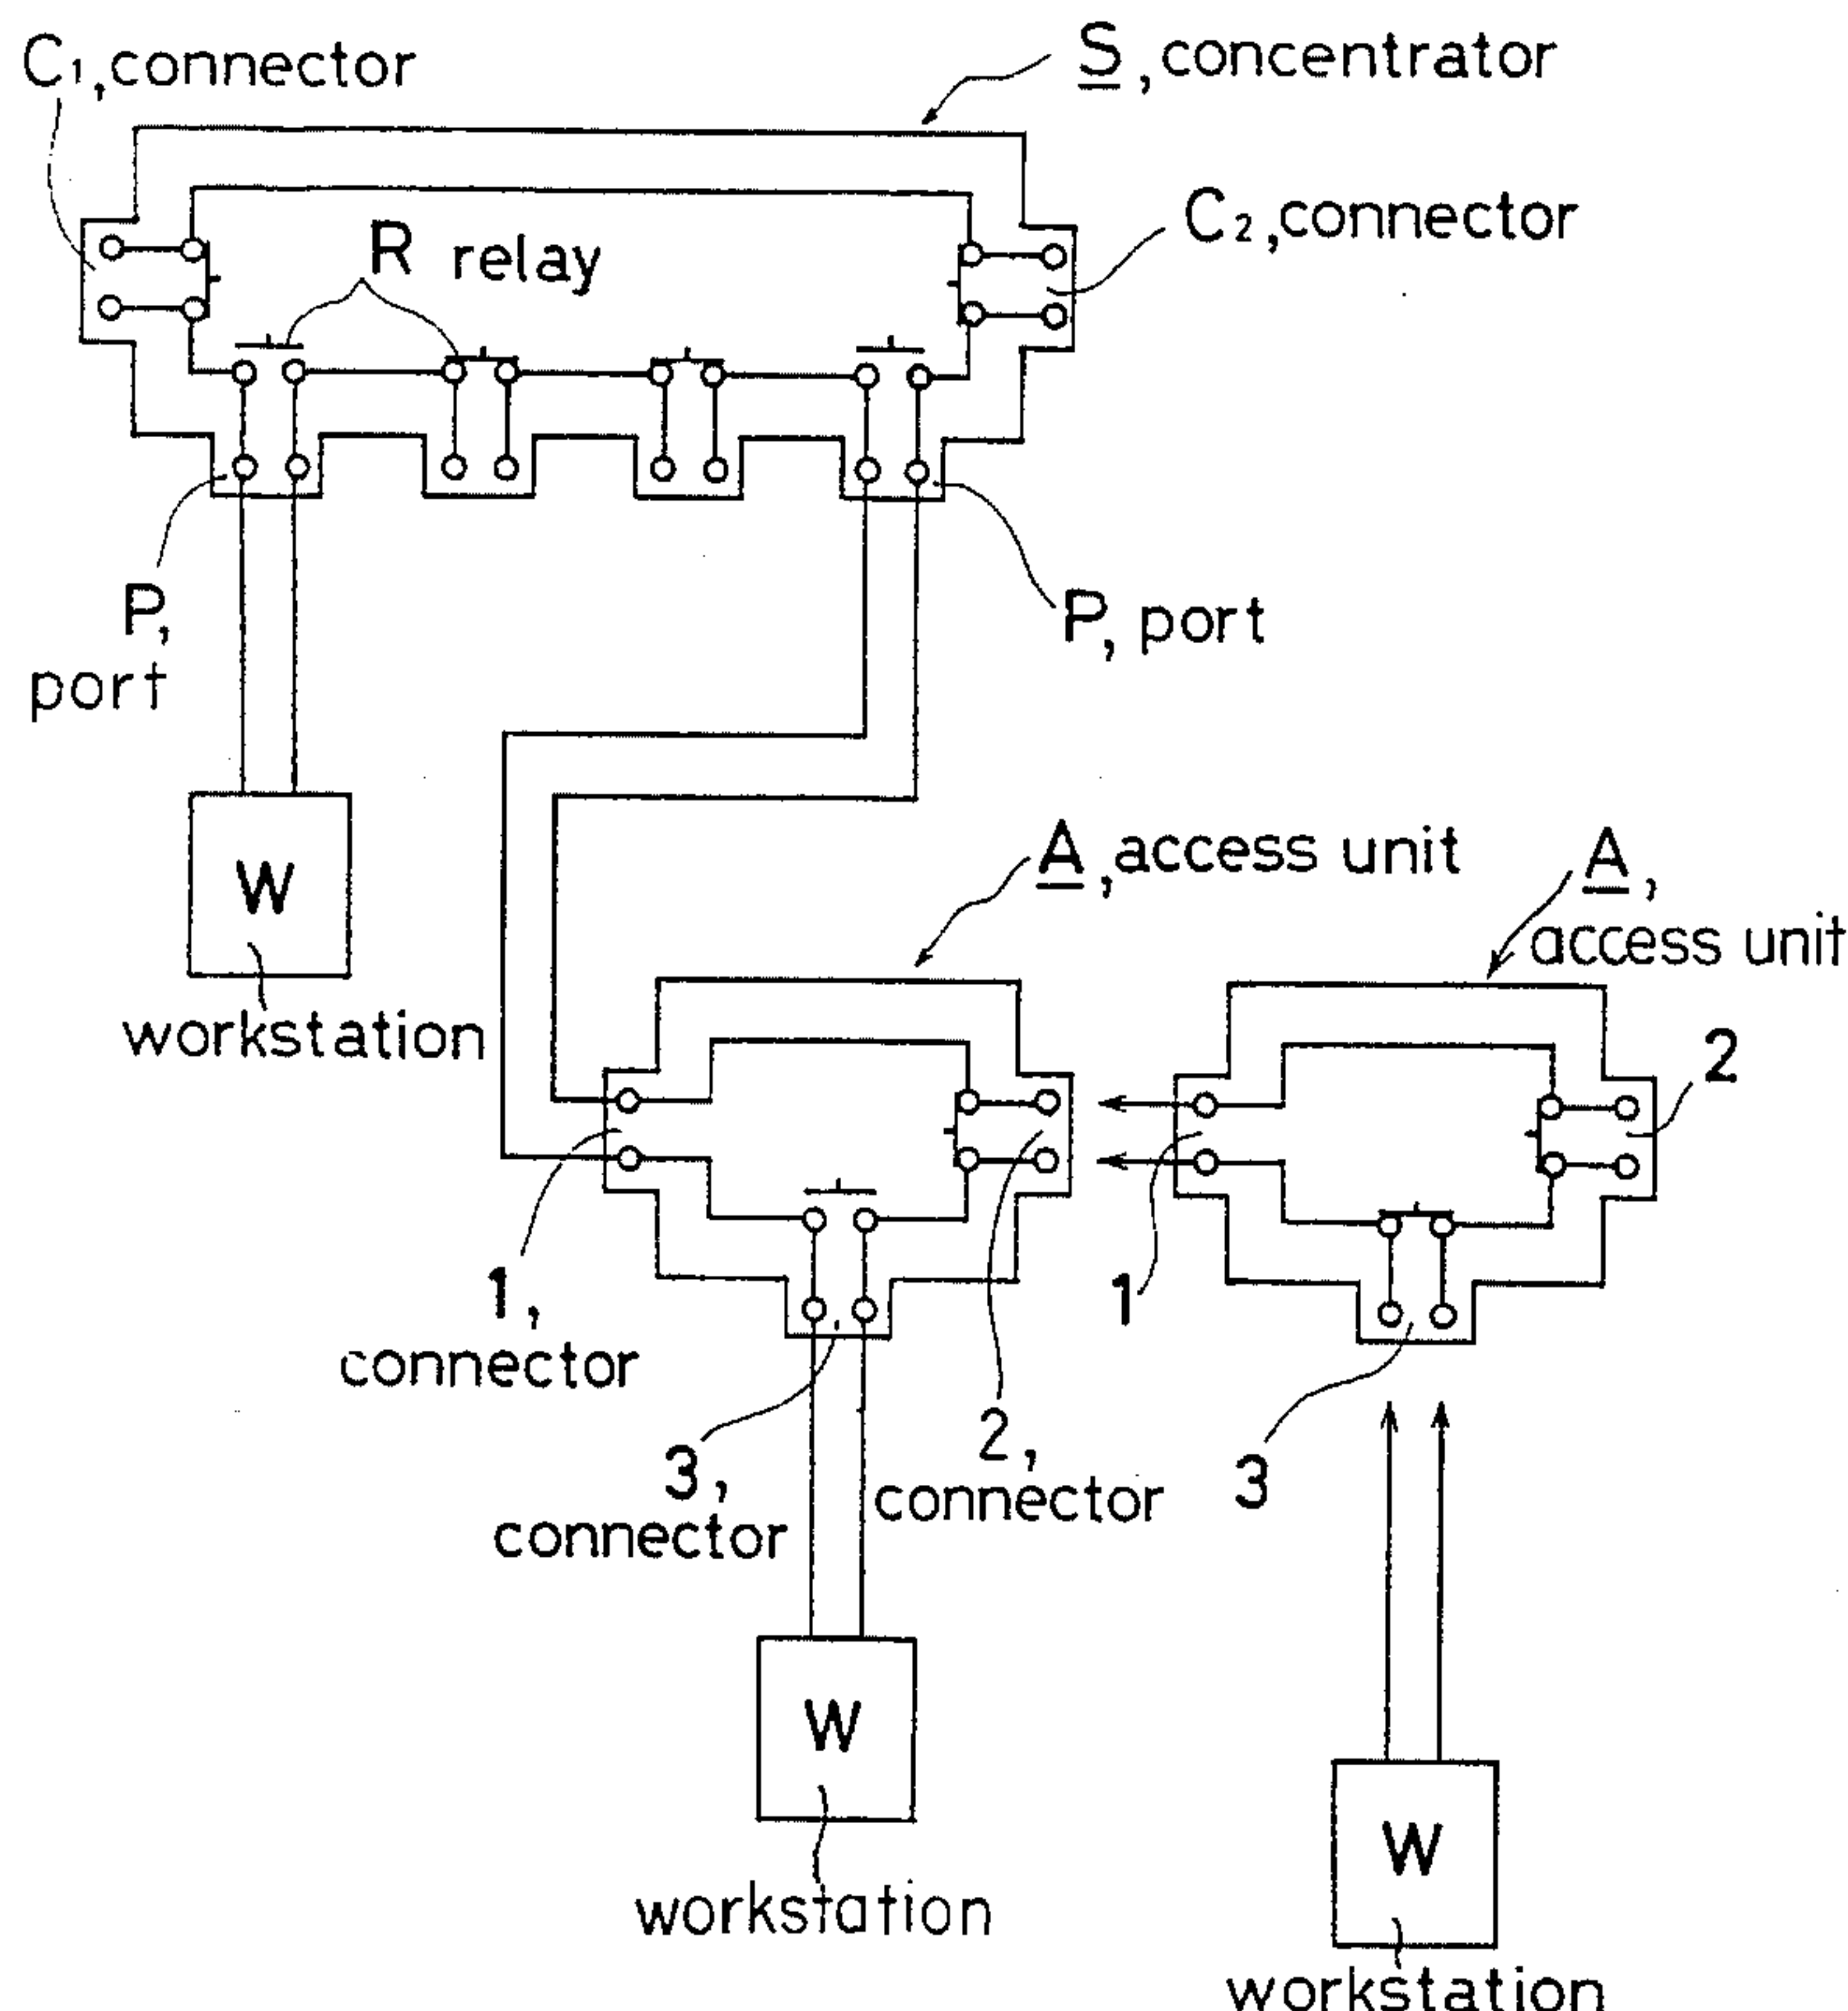 C1,connector
S,concentrator
C2,connector
R relay
P,
port
P, port
W
workstation
A,access unit
A,
access unit
2
1,
connector
1
3,
connector
2,
connector
3
W
workstation
W
workstation